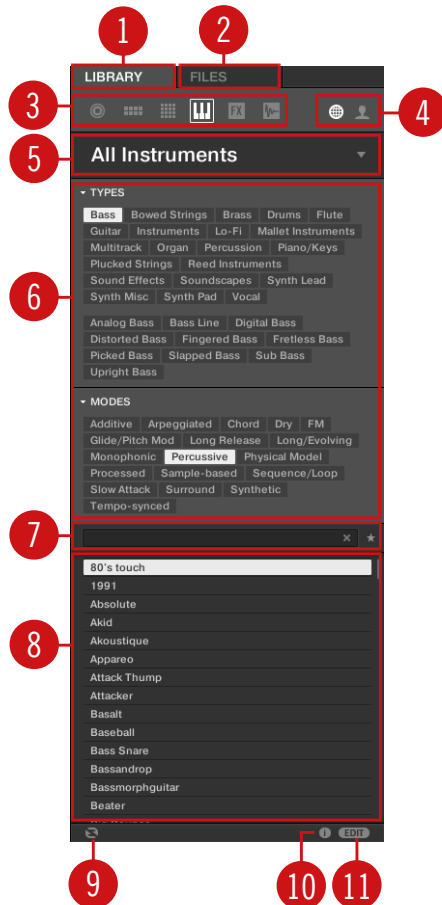 1
2
LIBRARY FILES
3
FX
4
5
All Instruments
TYPES
Bass Bowed Strings Brass Drums Flute
Guitar Instruments Lo-Fi Mallet Instruments
Multitrack Organ Percussion Piano/Keys
Plucked Strings Reed Instruments
6
Sound Effects Soundscapes Synth Lead
Synth Misc Synth Pad Vocal
Analog Bass Bass Line Digital Bass
Distorted Bass Fingered Bass Fretless Bass
Picked Bass Slapped Bass Sub Bass
Upright Bass
MODES
Additive Arpeggiated Chord Dry FM
Glide/Pitch Mod Long Release Long/Evolving
Monophonic Percussive Physical Model
Processed Sample-based Sequence/Loop
Slow Attack Surround Synthetic
Tempo-synced
7
80's touch
1991
Absolute
Akid
8
Akoustique
Appareo
Attack Thump
Attacker
Basalt
Baseball
Bass Snare
Bassandrop
Bassmorphguitar
Beater
i EDIT
9
10
11